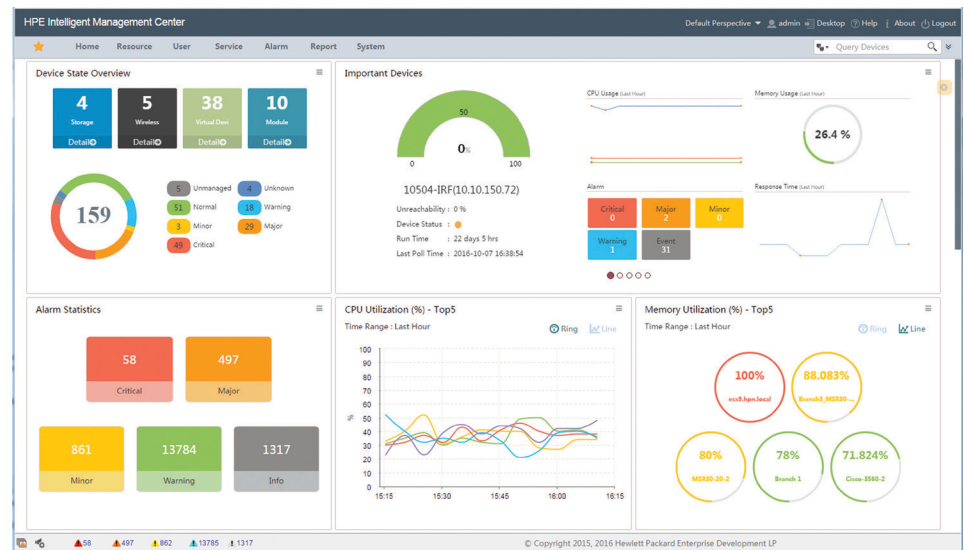 HPE Intelligent Management Center
Default Perspective admin Desktop Help About Logout
Home Resource User Service Alarm Report System
Query Devices
Device State Overview
4
Storage
Detail
5
Wireless
Detail
38
Virtual Devi
Detail
10
Module
Detail
159
5 Unmanaged 4 Unknown
51 Normal 18 Warning
3 Minor 29 Major
49 Critical
Important Devices
50
0%
0 100
10504-IRF(10.10.150.72)
Unreachability : 0 %
Device Status :
Run Time : 22 days 5 hrs
Last Poll Time : 2016-10-07 16:38:54
CPU Usage (Last Hour)
Memory Usage (Last Hour)
26.4 %
Alarm
Critical
0
Major
2
Minor
0
Warning
1
Event
31
Response Time (Last Hour)
Alarm Statistics
58
Critical
497
Major
861
Minor
13784
Warning
1317
Info
CPU Utilization (%) - Top5
Time Range : Last Hour
Ring Line
100
90
80
70
60
50
40
30
20
10
0
%
15:15 15:30 15:45 16:00 16:15
Memory Utilization (%) - Top5
Time Range : Last Hour
Ring Line
100%
esx9.hpn.local
88.083%
Branch3_MSR30-...
80%
MSR30-20-2
78%
Branch 1
71.824%
Cisco-3560-2
58 497 862 13785 1317
© Copyright 2015, 2016 Hewlett Packard Enterprise Development LP